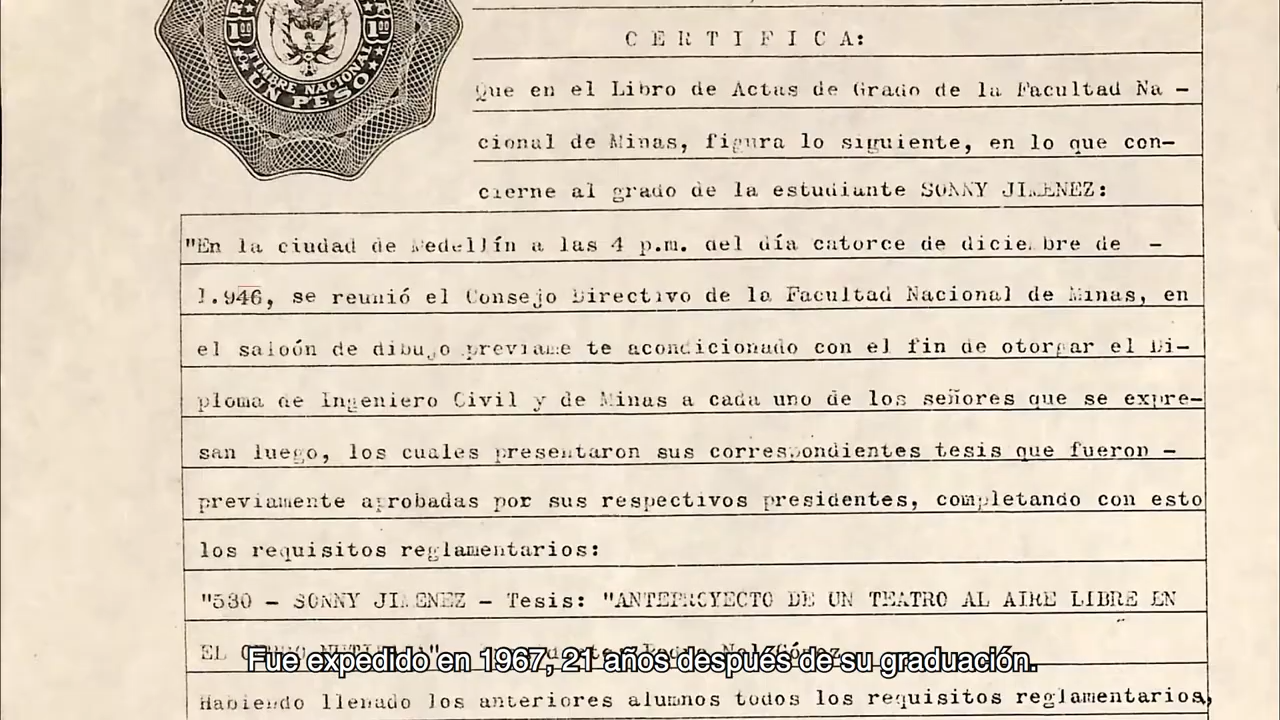 TIMBRE NACIONAL
UN PESO
CERTIFICA:
Que en el Libro de Actas de Grado de la Facultad Na -
cional de Minas, figura lo siguiente, en lo que con-
cierne al grado de la estudiante SONNY JIMENEZ:
"En la ciudad de Medellín a las 4 p.m. del día catorce de diciembre de -
1.946, se reunió el Consejo Directivo de la Facultad Nacional de Minas, en
el salón de dibujo previame te acondicionado con el fin de otorgar el Di-
ploma de Ingeniero Civil y de Minas a cada uno de los señores que se expre-
san luego, los cuales presentaron sus correspondientes tesis que fueron -
previamente aprobadas por sus respectivos presidentes, completando con esto
los requisitos reglamentarios:
"530 - SONNY JIMENEZ - Tesis: "ANTEPROYECTO DE UN TEATRO AL AIRE LIBRE EN
EL
Fue expedido en 1967, 21 años después de su graduación.
Habiendo llenado los anteriores alumnos todos los requisitos reglamentarios,